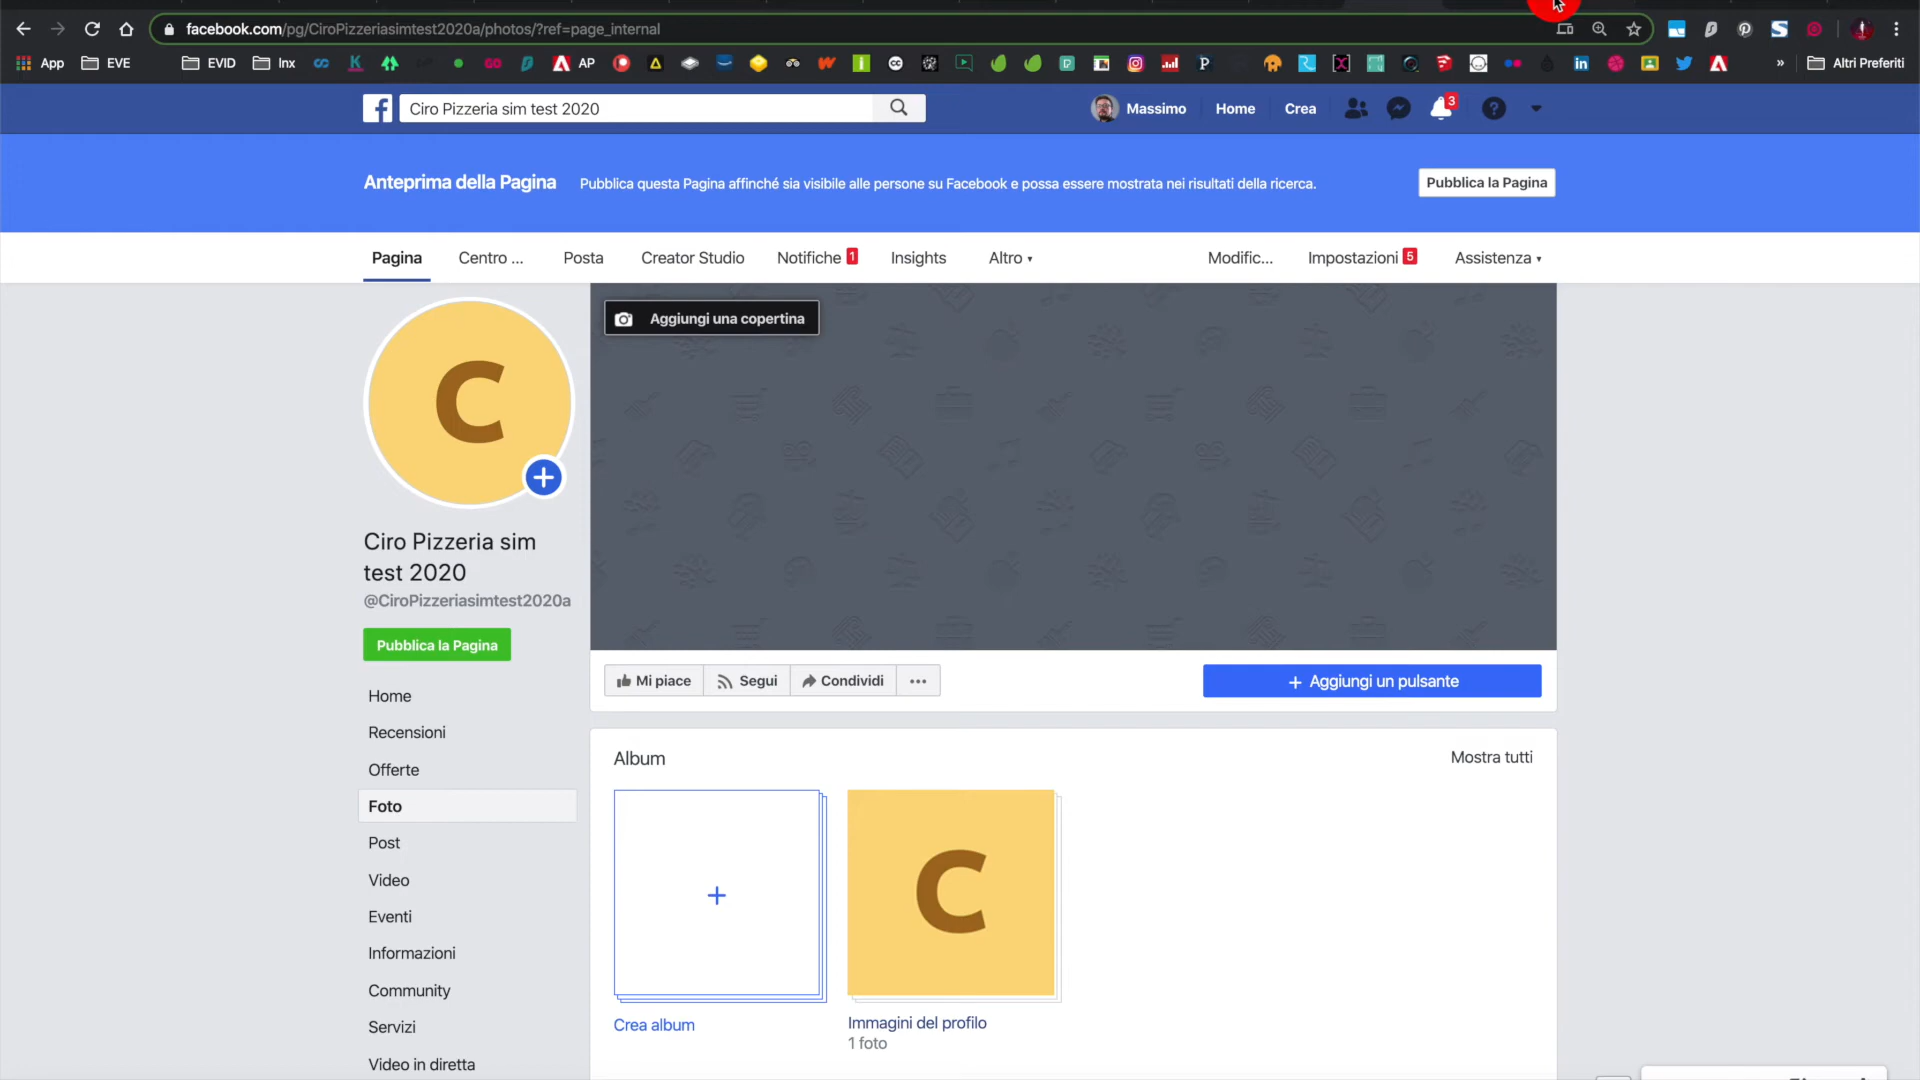 facebook.com/pg/CiroPizzeriasimtest2020a/photos/?ref=page_internal
App EVE EVID Inx AP » Altri Preferiti
Ciro Pizzeria sim test 2020 Massimo Home Crea 3
Anteprima della Pagina Pubblica questa Pagina affinché sia visibile alle persone su Facebook e possa essere mostrata nei risultati della ricerca. Pubblica la Pagina
Pagina Centro ... Posta Creator Studio Notifiche 1 Insights Altro Modific... Impostazioni 5 Assistenza
Aggiungi una copertina
C
Ciro Pizzeria sim
test 2020
@CiroPizzeriasimtest2020a
Pubblica la Pagina
Mi piace Segui Condividi ... + Aggiungi un pulsante
Home
Recensioni
Offerte
Foto
Post
Video
Eventi
Informazioni
Community
Servizi
Video in diretta
Album Mostra tutti
C
Crea album
Immagini del profilo
1 foto